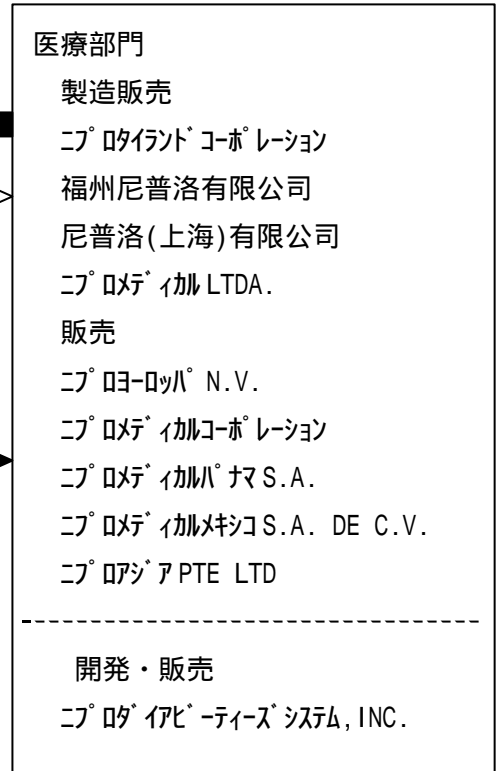 医療部門
製造販売
ﾆﾌﾟﾛﾀｲﾗﾝﾄﾞｺｰﾎﾟﾚｰｼｮﾝ
福州尼普洛有限公司
尼普洛(上海)有限公司
ﾆﾌﾟﾛﾒﾃﾞｨｶﾙLTDA.
販売
ﾆﾌﾟﾛﾖｰﾛｯﾊﾟN.V.
ﾆﾌﾟﾛﾒﾃﾞｨｶﾙｺｰﾎﾟﾚｰｼｮﾝ
ﾆﾌﾟﾛﾒﾃﾞｨｶﾙﾊﾟﾅﾏS.A.
ﾆﾌﾟﾛﾒﾃﾞｨｶﾙﾒｷｼｺS.A. DE C.V.
ﾆﾌﾟﾛｱｼﾞｱPTE LTD
開発・販売
ﾆﾌﾟﾛﾀﾞｲｱﾋﾞｰﾃｨｰｽﾞｼｽﾃﾑ,INC.